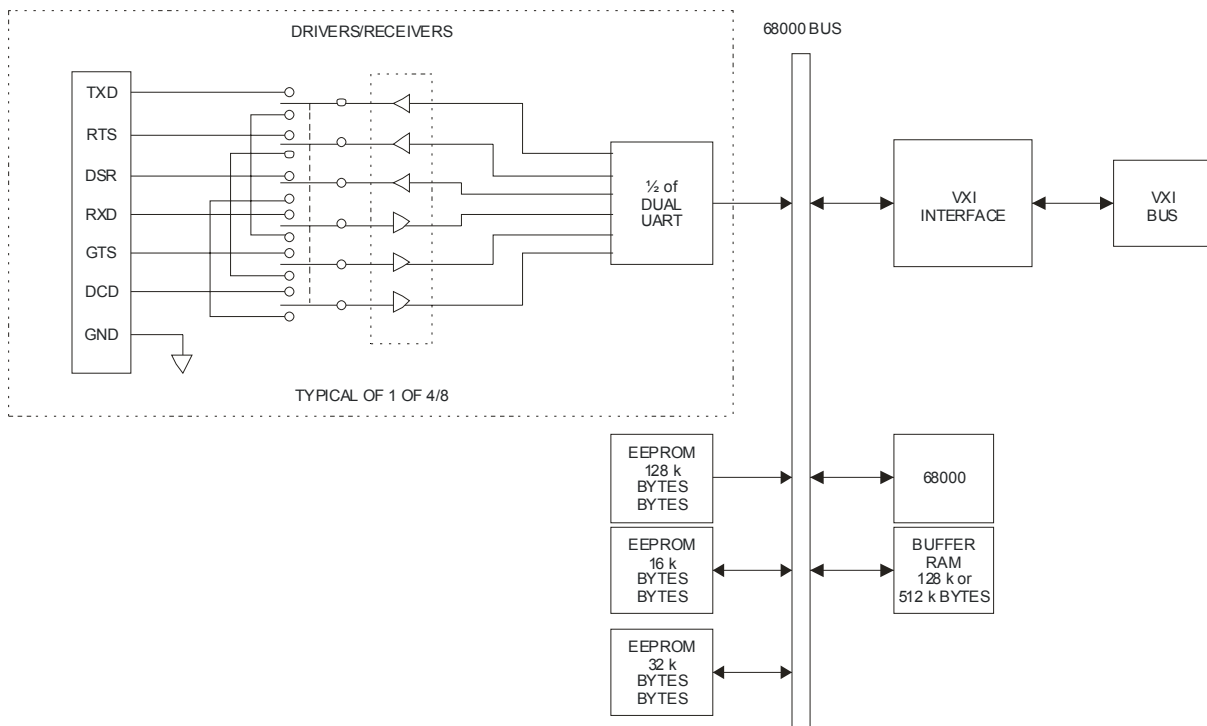 DRIVERS/RECEIVERS
68000 BUS
TXD
RTS
DSR
RXD
GTS
DCD
GND
½ of
DUAL
UART
VXI
INTERFACE
VXI
BUS
TYPICAL OF 1 OF 4/8
EEPROM
128 k
BYTES
BYTES
68000
EEPROM
16 k
BYTES
BYTES
BUFFER
RAM
128 k or
512 k BYTES
EEPROM
32 k
BYTES
BYTES